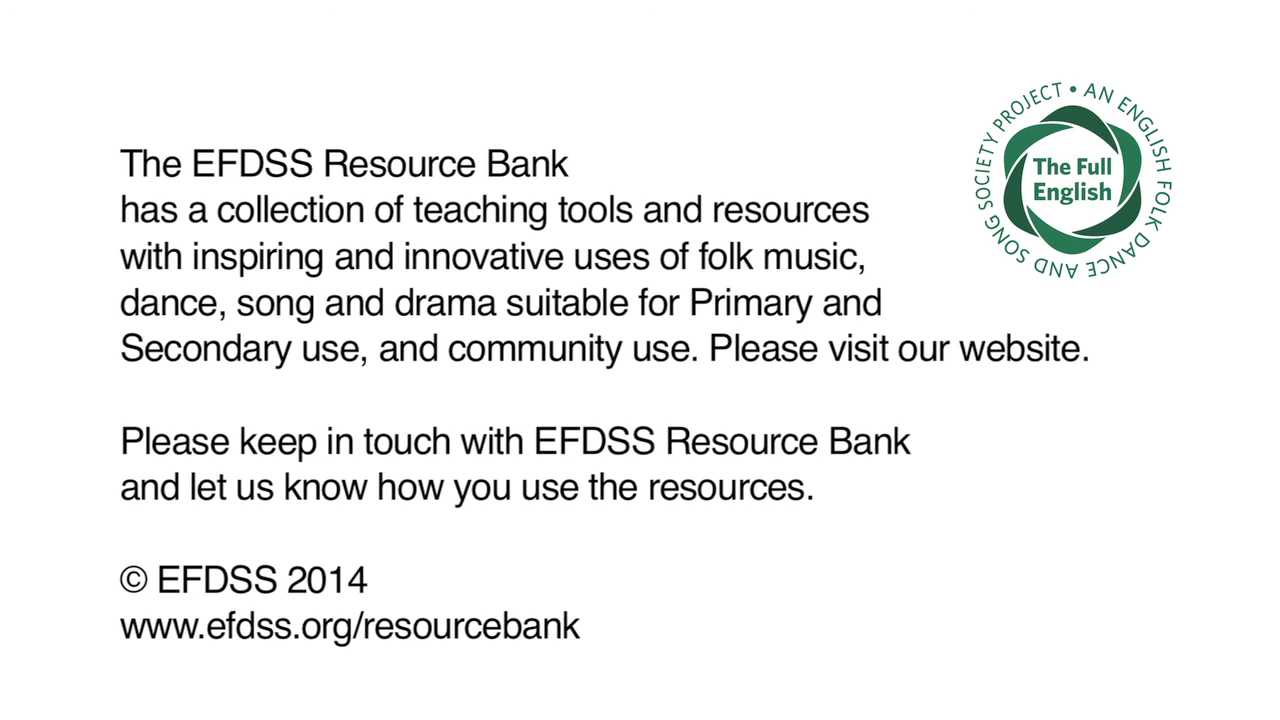 The EFDSS Resource Bank
has a collection of teaching tools and resources
with inspiring and innovative uses of folk music,
dance, song and drama suitable for Primary and
Secondary use, and community use. Please visit our website.
Please keep in touch with EFDSS Resource Bank
and let us know how you use the resources.
© EFDSS 2014
www.efdss.org/resourcebank
The Full
English
• AN ENGLISH FOLK DANCE AND SONG SOCIETY PROJECT